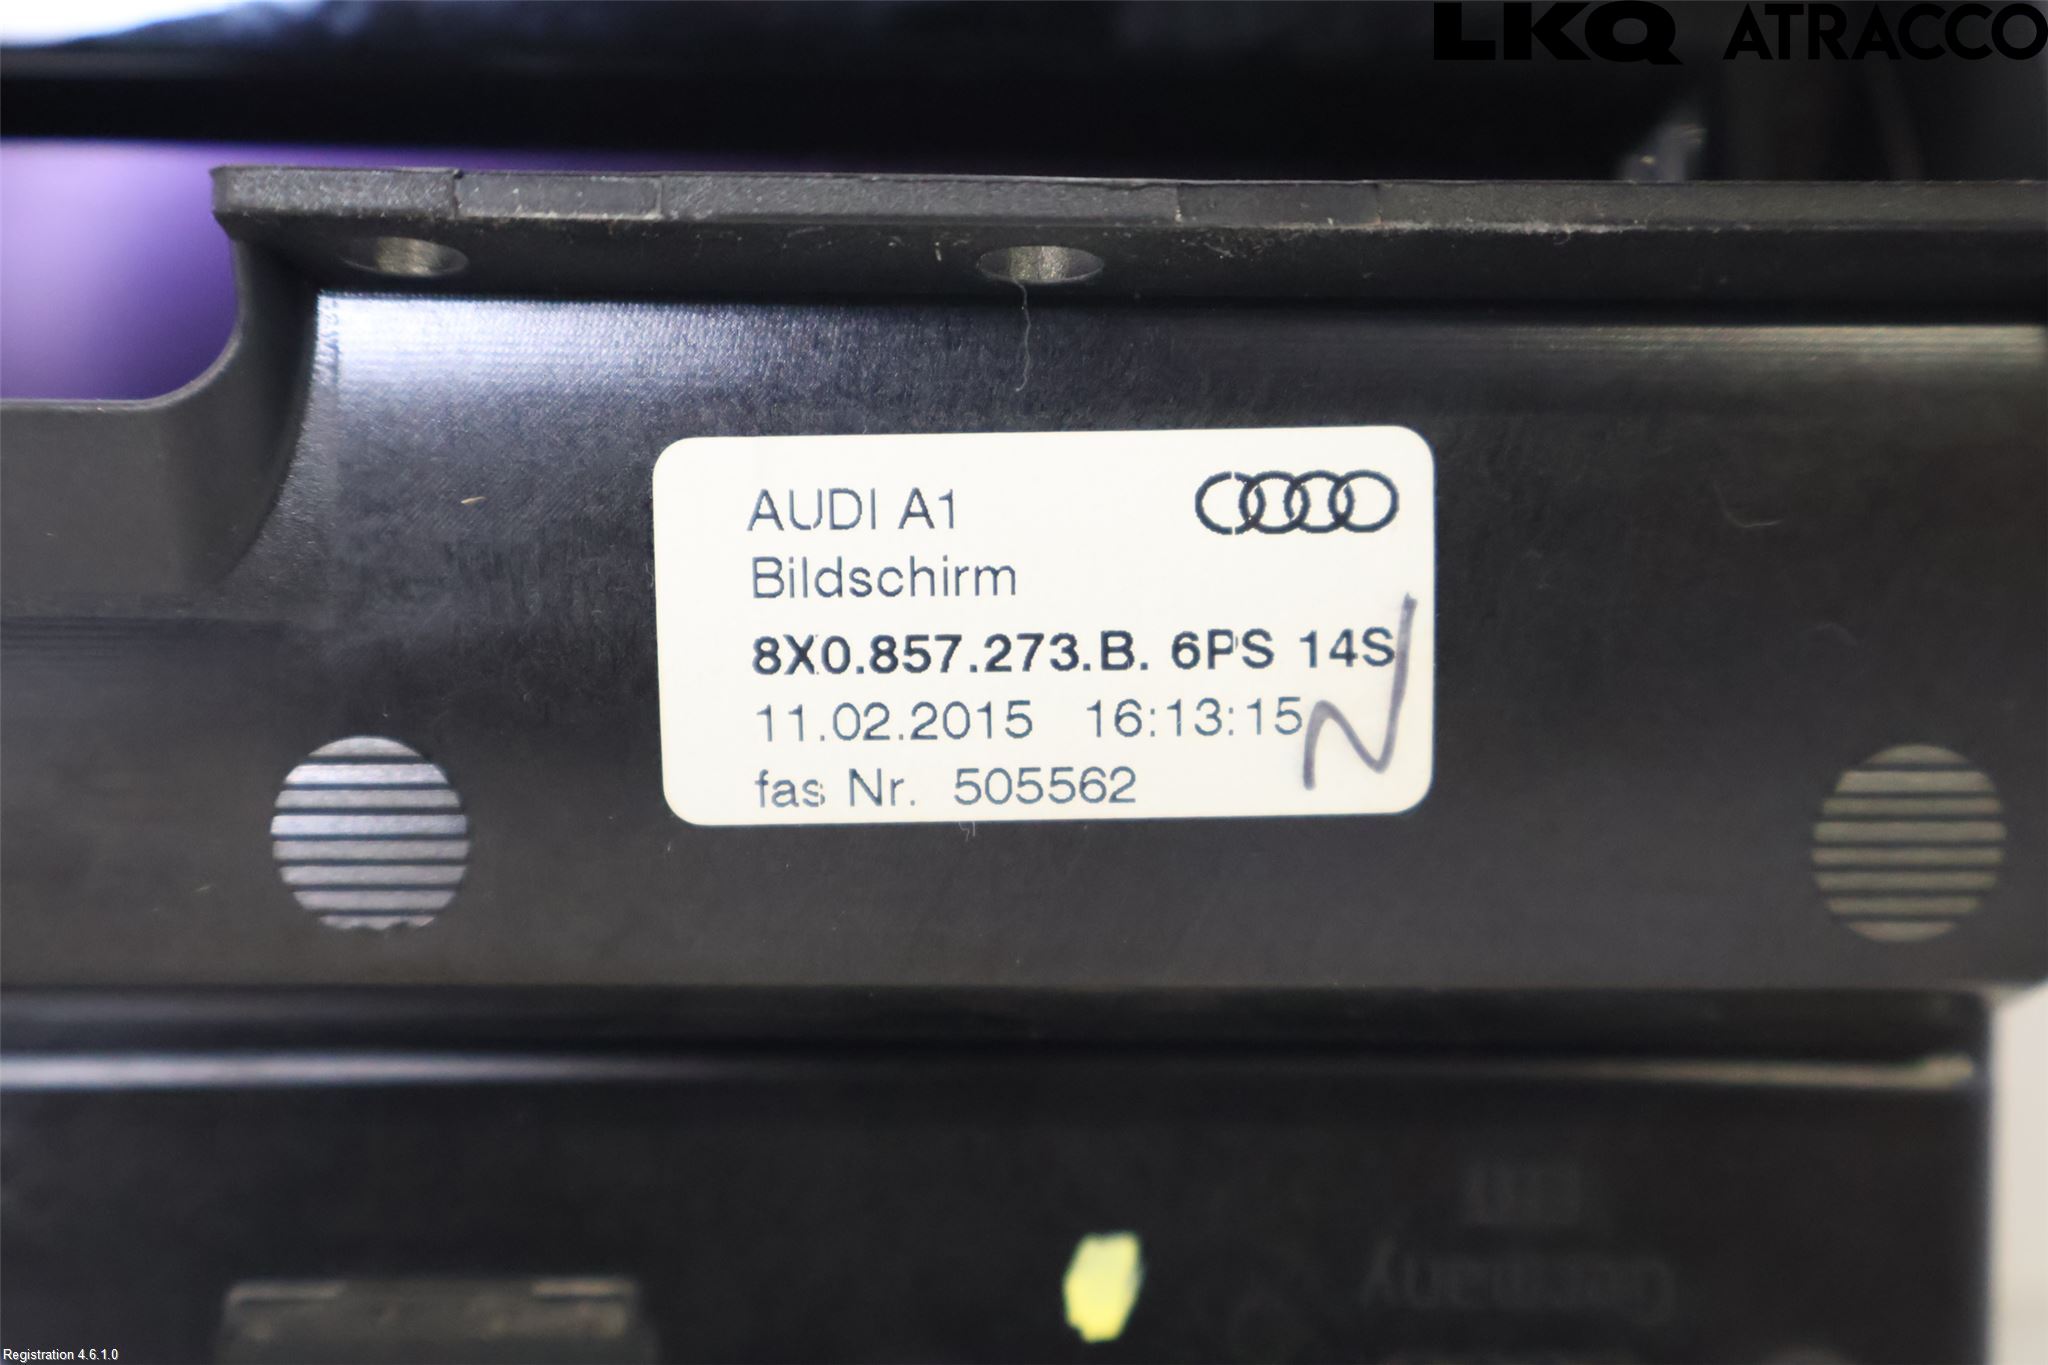 LKQ ATRACCO
AUDI A1
Bildschirm
8X0.857.273.B. 6PS 14S
11.02.2015 16:13:15
fas Nr. 505562
Germany
Registration 4.6.1.0